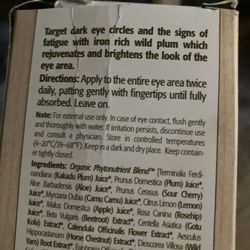 Target dark eye circles and the signs of
fatigue with iron rich wild plum which
rejuvenates and brightens the look of the
eye area.
Directions: Apply to the entire eye area twice
daily, patting gently with fingertips until fully
absorbed. Leave on.
Note: For external use only. In case of eye contact, flush gently
and thoroughly with water. If irritation persists, discontinue use
and consult a physician. Store in controlled temperatures
(4–20°C/39–68°F). Keep in a dark and dry place. Keep contain-
er tightly closed.
Ingredients: Organic Phytonutrient Blend™ [Terminalia Ferdi-
nandiana (Kakadu Plum) Juice*, Prunus Domestica (Plum) Juice*,
Aloe Barbadensis (Aloe) Juice*, Prunus Cerasus (Sour Cherry)
Juice*, Myrciaria Dubia (Camu Camu) Juice*, Citrus Limon (Lemon)
Juice*, Malus Domestica (Apple) Juice*, Rosa Canina (Rosehip)
Juice*, Beta Vulgaris (Beetroot) Extract*, Centella Asiatica (Gotu
Kola) Extract*, Calendula Officinalis Flower Extract*, Aesculus
Hippocastanum (Horse Chestnut) Extract*, Dioscorea Villosa (Wild
Yam) Root Extract*,